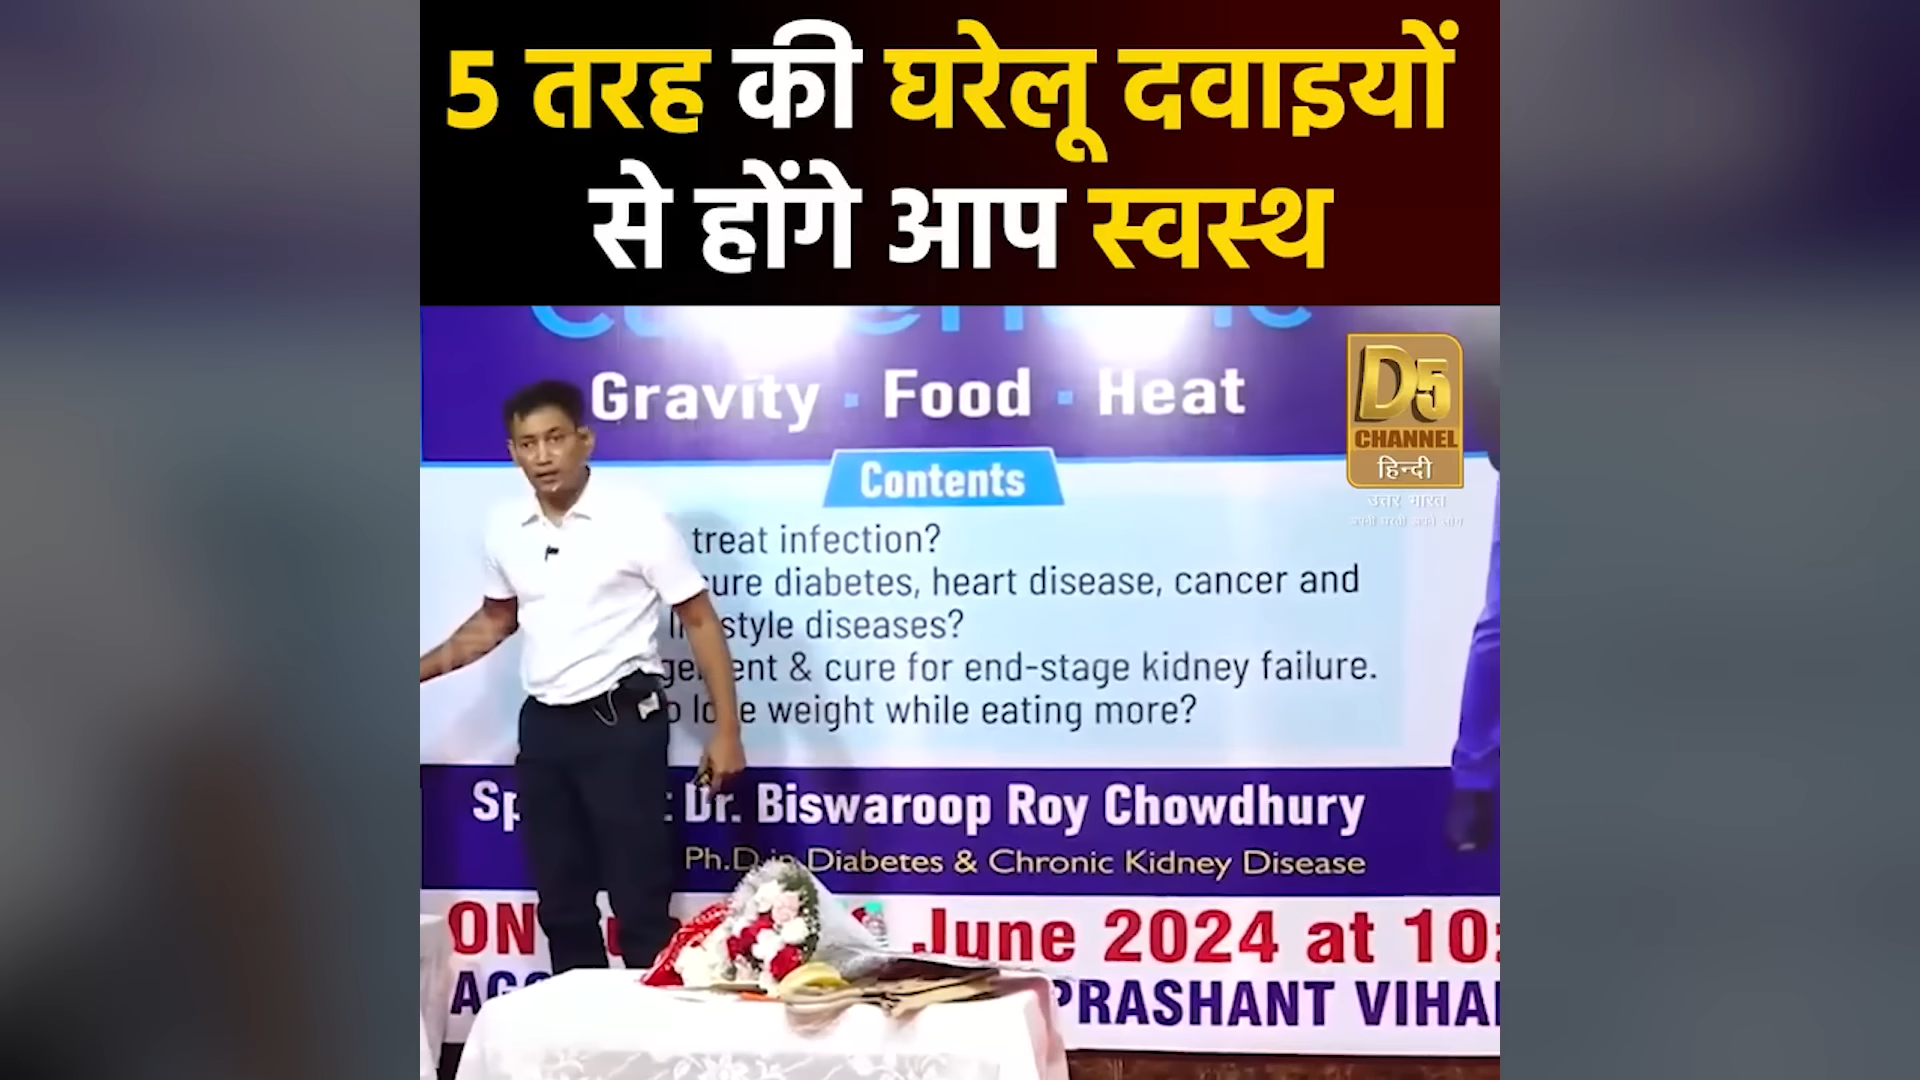 5 तरह की घरेलू दवाइयों
से होंगे आप स्वस्थ
Gravity · Food · Heat
D5
CHANNEL
हिन्दी
उत्तर भारत
Contents
treat infection?
cure diabetes, heart disease, cancer and
style diseases?
& cure for end-stage kidney failure.
weight while eating more?
Dr. Biswaroop Roy Chowdhury
Ph.D in Diabetes & Chronic Kidney Disease
ON June 2024 at 10:
PRASHANT VIHA